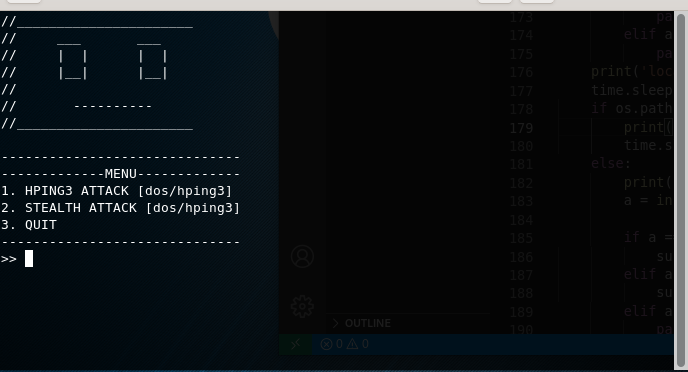 //______________________
//     ___       ___
//     |  |      |  |
//     |__|      |__|
//
//       ----------
//______________________
------------------------------
-------------MENU-------------
1. HPING3 ATTACK [dos/hping3]
2. STEALTH ATTACK [dos/hping3]
3. QUIT
------------------------------
>>
173 pa
174 elif a
175 pa
176 print('loc
177 time.sleep
178 if os.path
179 print(
180 time.s
181 else:
182 print(
183 a = in
184
185 if a =
186 su
187 elif a
188 su
189 elif a
190 pa
> OUTLINE
0 0